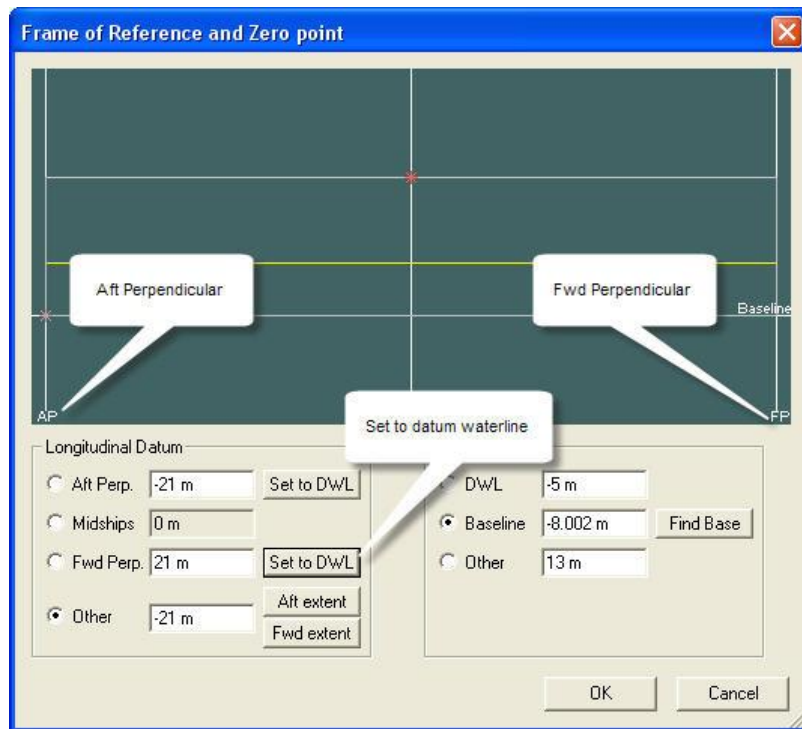 Frame of Reference and Zero point
Aft Perpendicular
Fwd Perpendicular
Baseline
AP
FP
Set to datum waterline
Longitudinal Datum
Aft Perp.
-21 m
Set to DWL
Midships
0 m
Fwd Perp.
21 m
Set to DWL
Other
-21 m
Aft extent
Fwd extent
DWL
-5 m
Baseline
-8.002 m
Find Base
Other
13 m
OK
Cancel